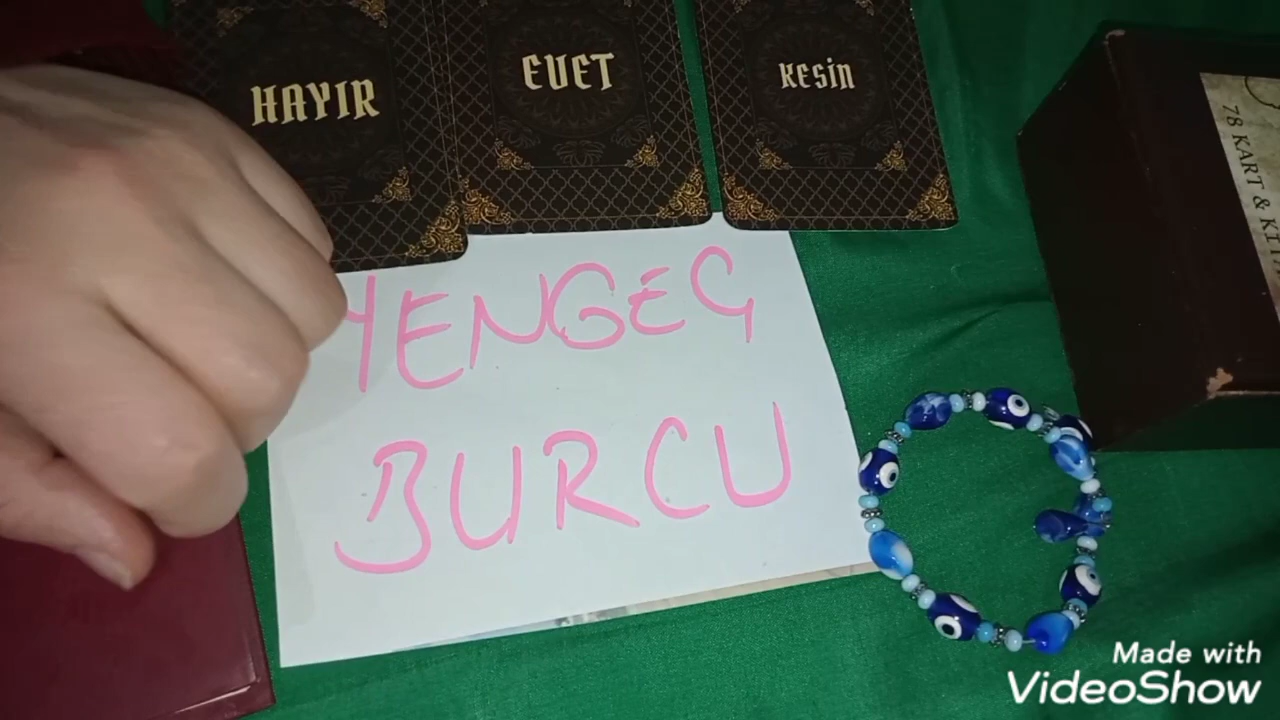 HAYIR
EVET
KESİN
YENGEÇ
BURCU
78 KART &
Made with
VideoShow